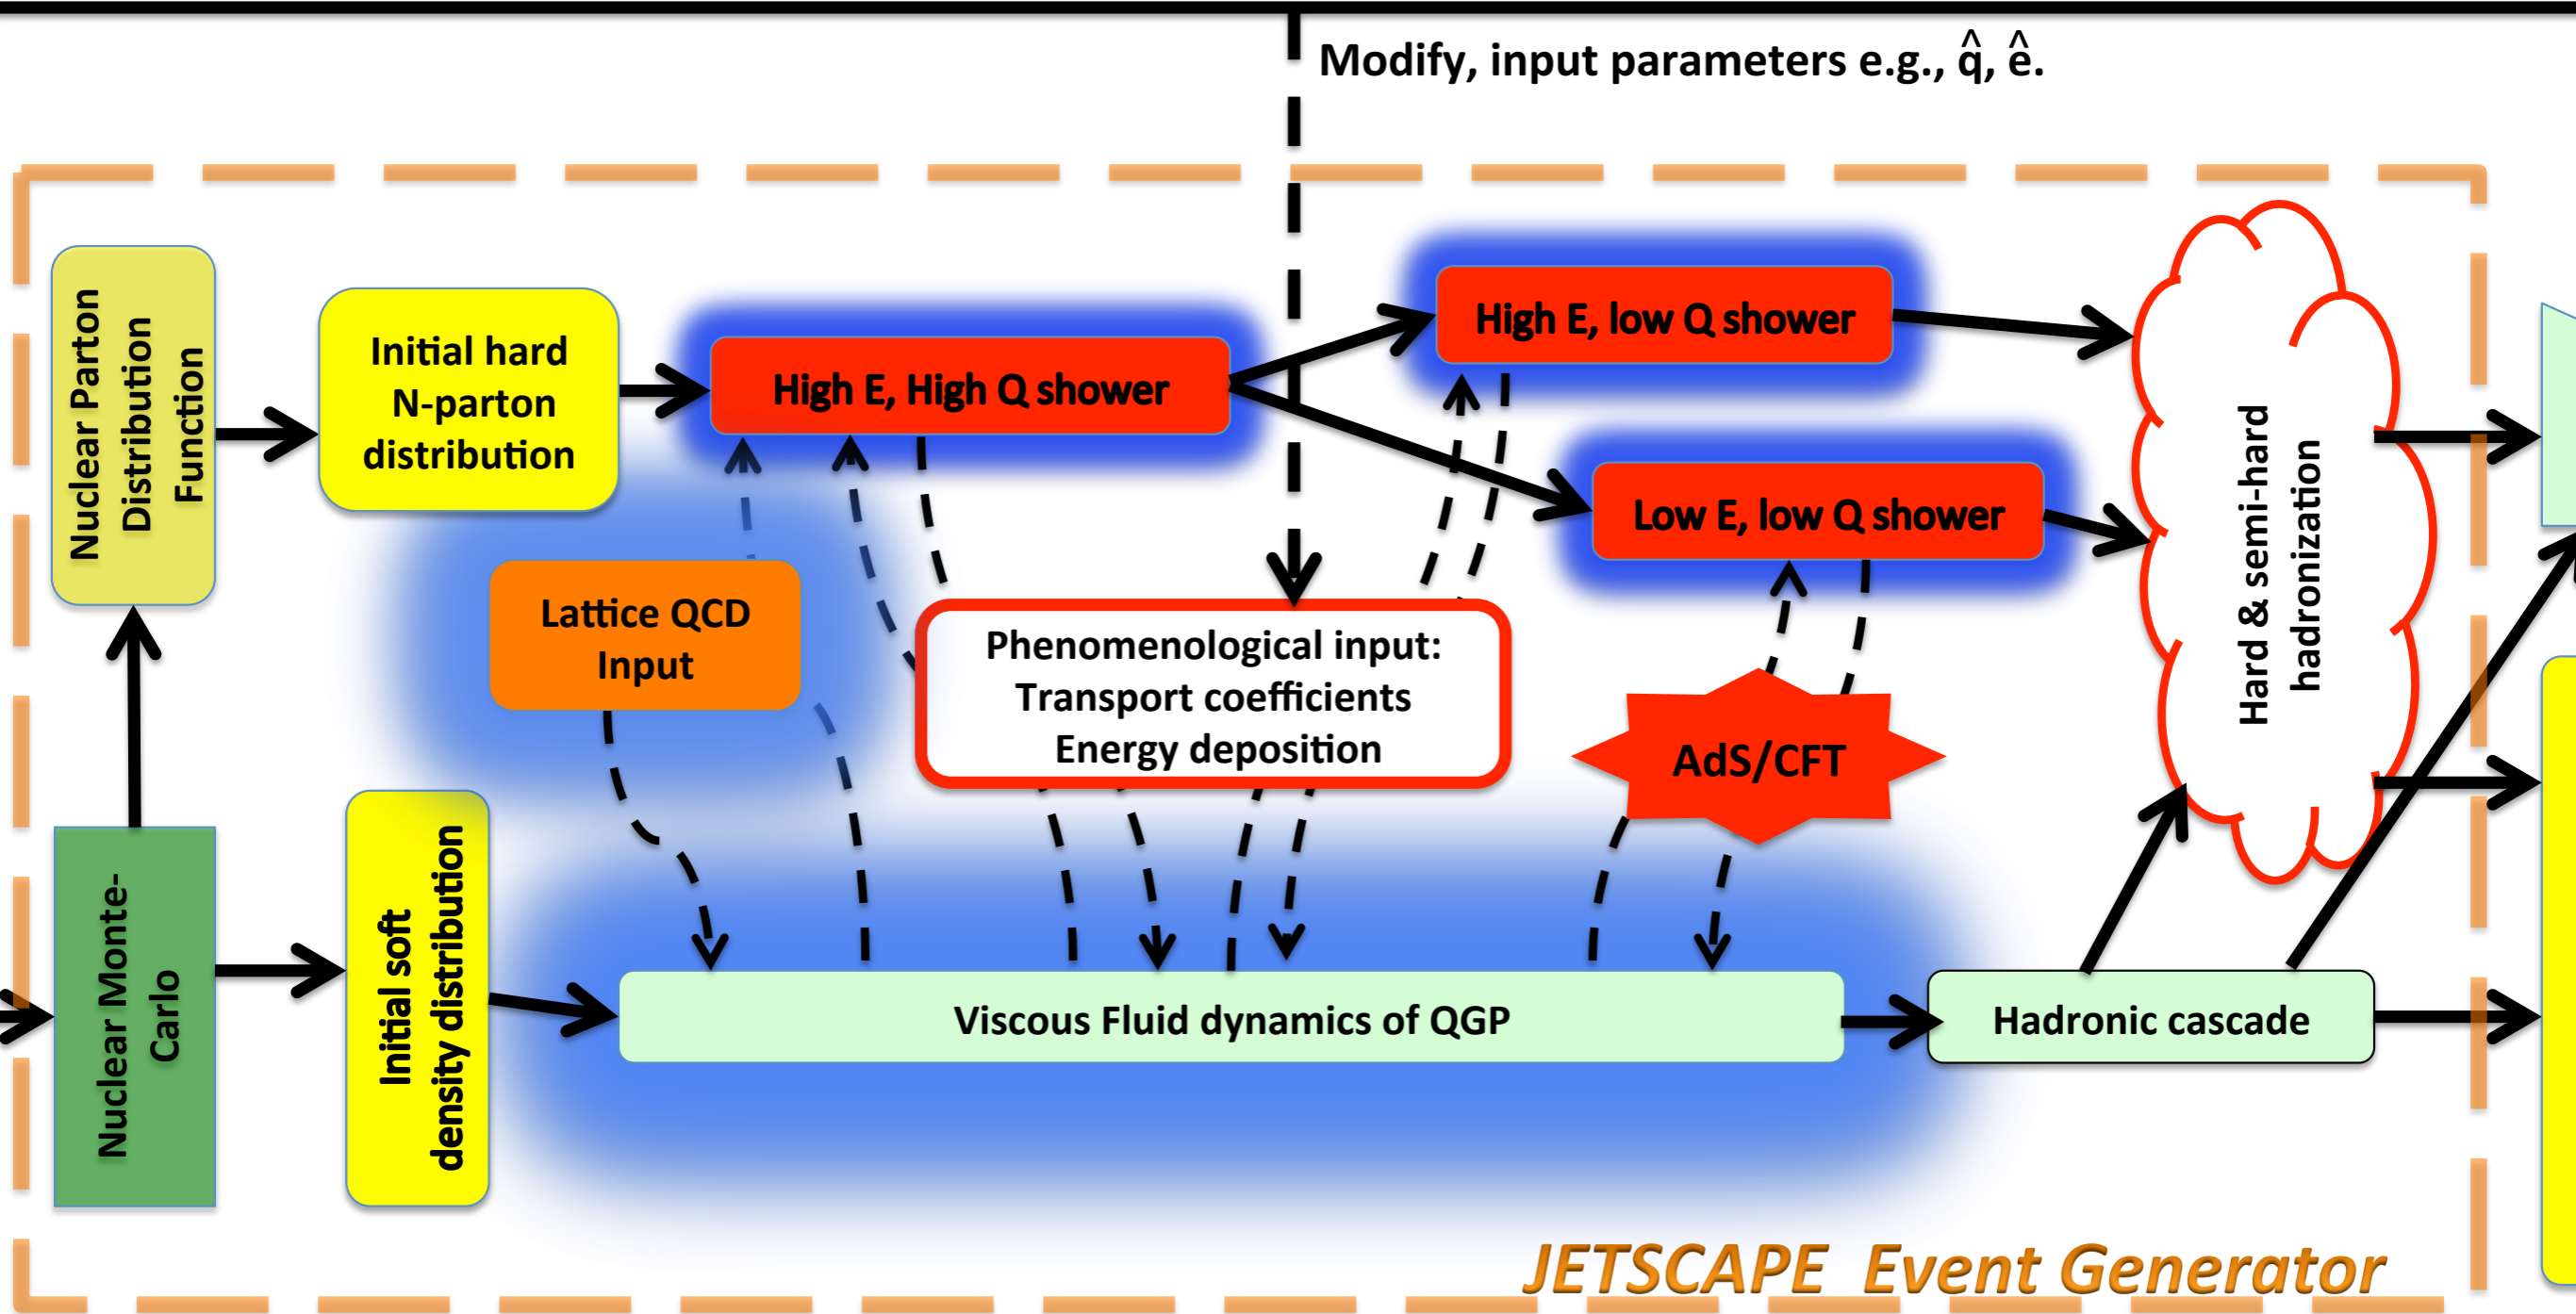 Modify, input parameters e.g., q̂, ê.
Nuclear Parton
Distribution
Function
Initial hard
N-parton
distribution
High E, High Q shower
High E, low Q shower
Low E, low Q shower
Hard & semi-hard
hadronization
Lattice QCD
Input
Phenomenological input:
Transport coefficients
Energy deposition
AdS/CFT
Nuclear Monte-
Carlo
Initial soft
density distribution
Viscous Fluid dynamics of QGP
Hadronic cascade
JETSCAPE Event Generator